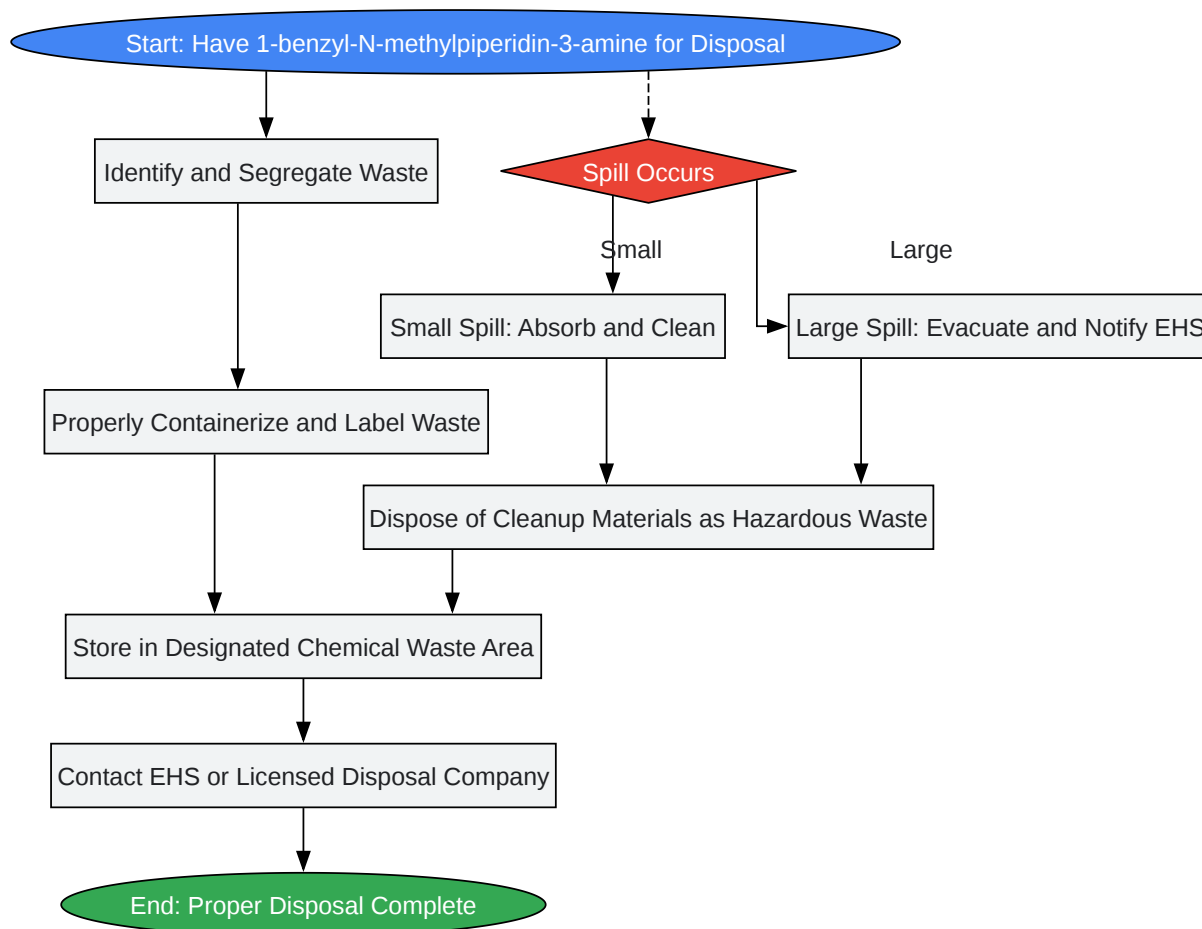 Start: Have 1-benzyl-N-methylpiperidin-3-amine for Disposal
Identify and Segregate Waste
Spill Occurs
Small
Large
Small Spill: Absorb and Clean
Large Spill: Evacuate and Notify EHS
Properly Containerize and Label Waste
Dispose of Cleanup Materials as Hazardous Waste
Store in Designated Chemical Waste Area
Contact EHS or Licensed Disposal Company
End: Proper Disposal Complete